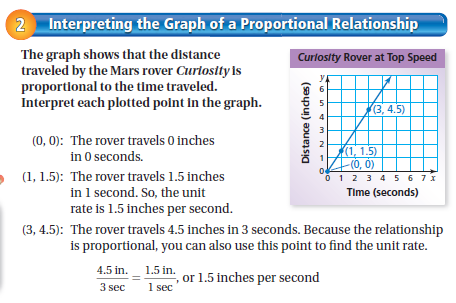 2 Interpreting the Graph of a Proportional Relationship
The graph shows that the distance
traveled by the Mars rover Curiosity is
proportional to the time traveled.
Interpret each plotted point in the graph.
(0, 0): The rover travels 0 inches
in 0 seconds.
(1, 1.5): The rover travels 1.5 inches
in 1 second. So, the unit
rate is 1.5 inches per second.
Curiosity Rover at Top Speed
Distance (inches)
y
6
5
4
3
2
1
0
(3, 4.5)
(1, 1.5)
(0, 0)
0 1 2 3 4 5 6 7 x
Time (seconds)
(3, 4.5): The rover travels 4.5 inches in 3 seconds. Because the relationship
is proportional, you can also use this point to find the unit rate.
4.5 in. / 3 sec = 1.5 in. / 1 sec, or 1.5 inches per second